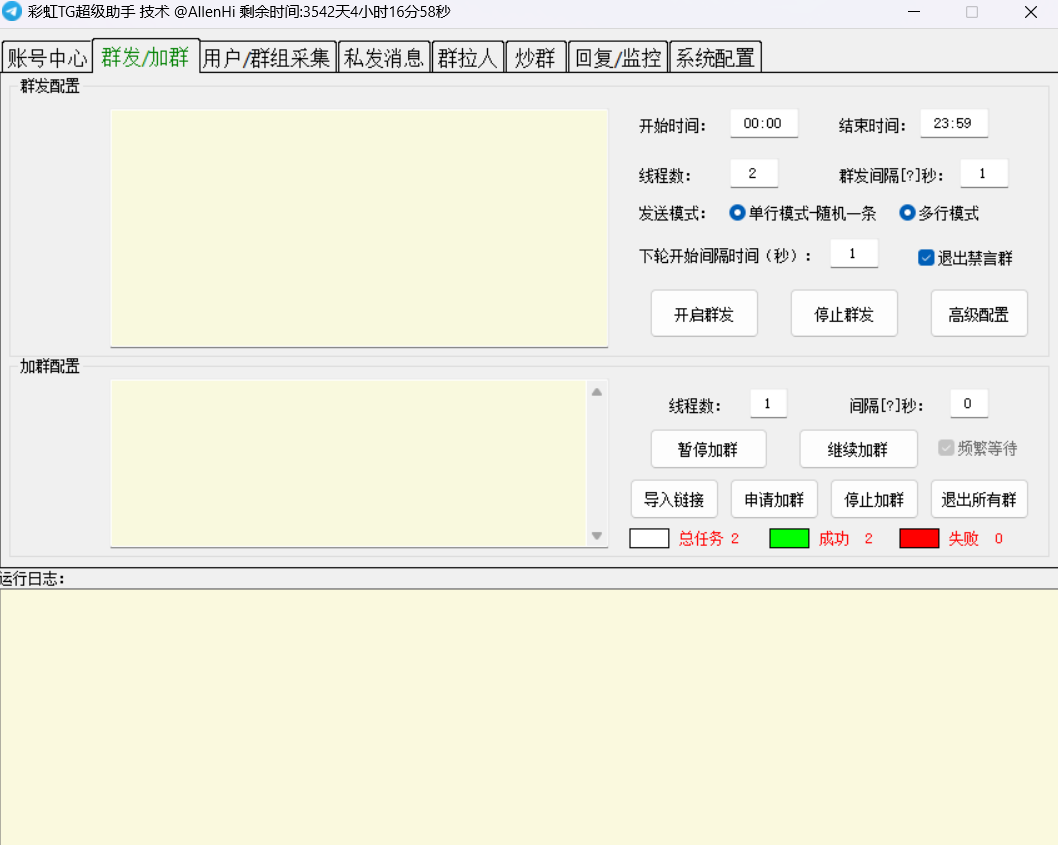 彩虹TG超级助手 技术 @AllenHi 剩余时间:3542天4小时16分58秒
账号中心 群发/加群 用户/群组采集 私发消息 群拉人 炒群 回复/监控 系统配置
群发配置
开始时间: 00:00 结束时间: 23:59
线程数: 2 群发间隔[?]秒: 1
发送模式: 单行模式-随机一条 多行模式
下轮开始间隔时间（秒）: 1 退出禁言群
开启群发 停止群发 高级配置
加群配置
线程数: 1 间隔[?]秒: 0
暂停加群 继续加群 频繁等待
导入链接 申请加群 停止加群 退出所有群
总任务 2 成功 2 失败 0
运行日志: